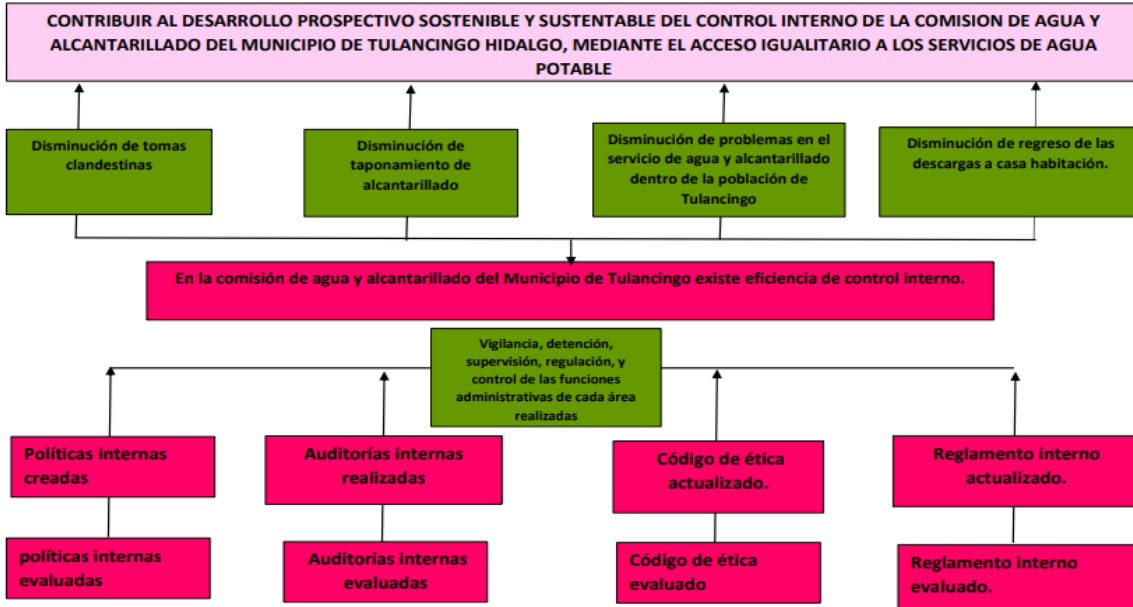 CONTRIBUIR AL DESARROLLO PROSPECTIVO SOSTENIBLE Y SUSTENTABLE DEL CONTROL INTERNO DE LA COMISION DE AGUA Y
ALCANTARILLADO DEL MUNICIPIO DE TULANCINGO HIDALGO, MEDIANTE EL ACCESO IGUALITARIO A LOS SERVICIOS DE AGUA
POTABLE
Disminución de tomas
clandestinas
Disminución de
taponamiento de
alcantarillado
Disminución de problemas en el
servicio de agua y alcantarillado
dentro de la población de
Tulancingo
Disminución de regreso de las
descargas a casa habitación.
En la comisión de agua y alcantarillado del Municipio de Tulancingo existe eficiencia de control interno.
Vigilancia, detención,
supervisión, regulación, y
control de las funciones
administrativas de cada área
realizadas
Políticas internas
creadas
Auditorías internas
realizadas
Código de ética
actualizado.
Reglamento interno
actualizado.
políticas internas
evaluadas
Auditorías internas
evaluadas
Código de ética
evaluado
Reglamento interno
evaluado.